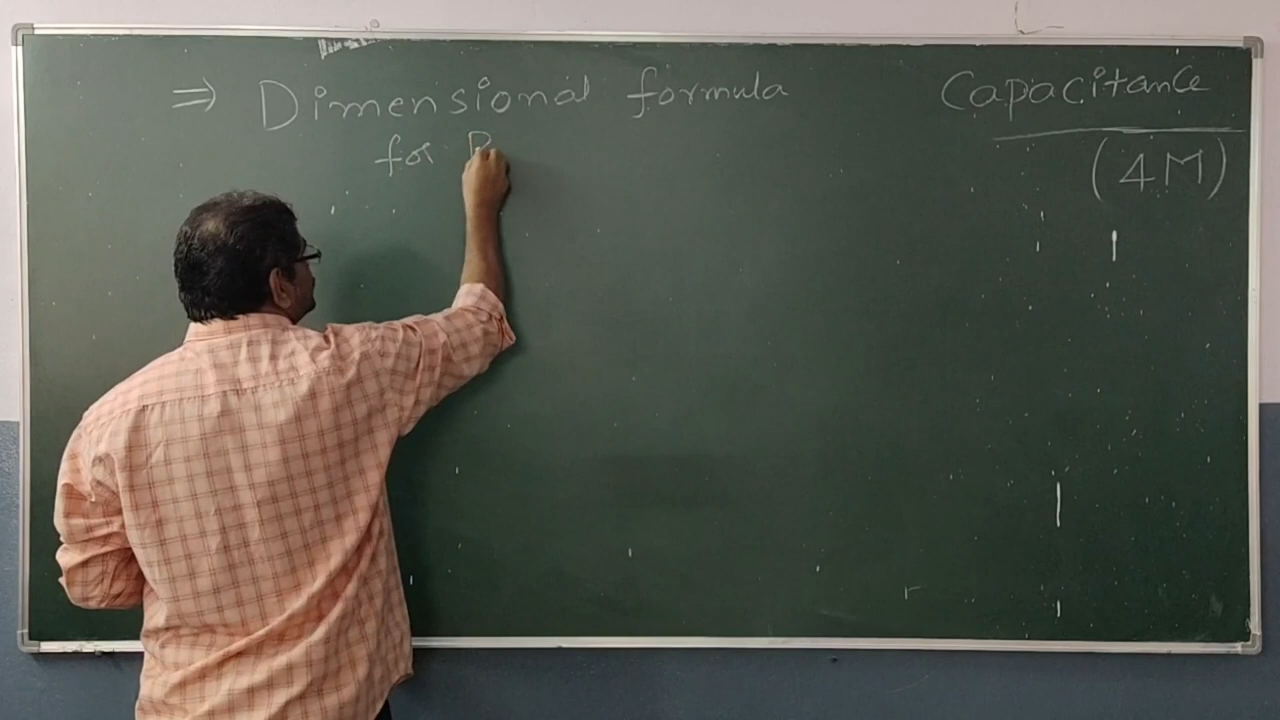 ⇒ Dimensional formula
for
Capacitance
(4M)